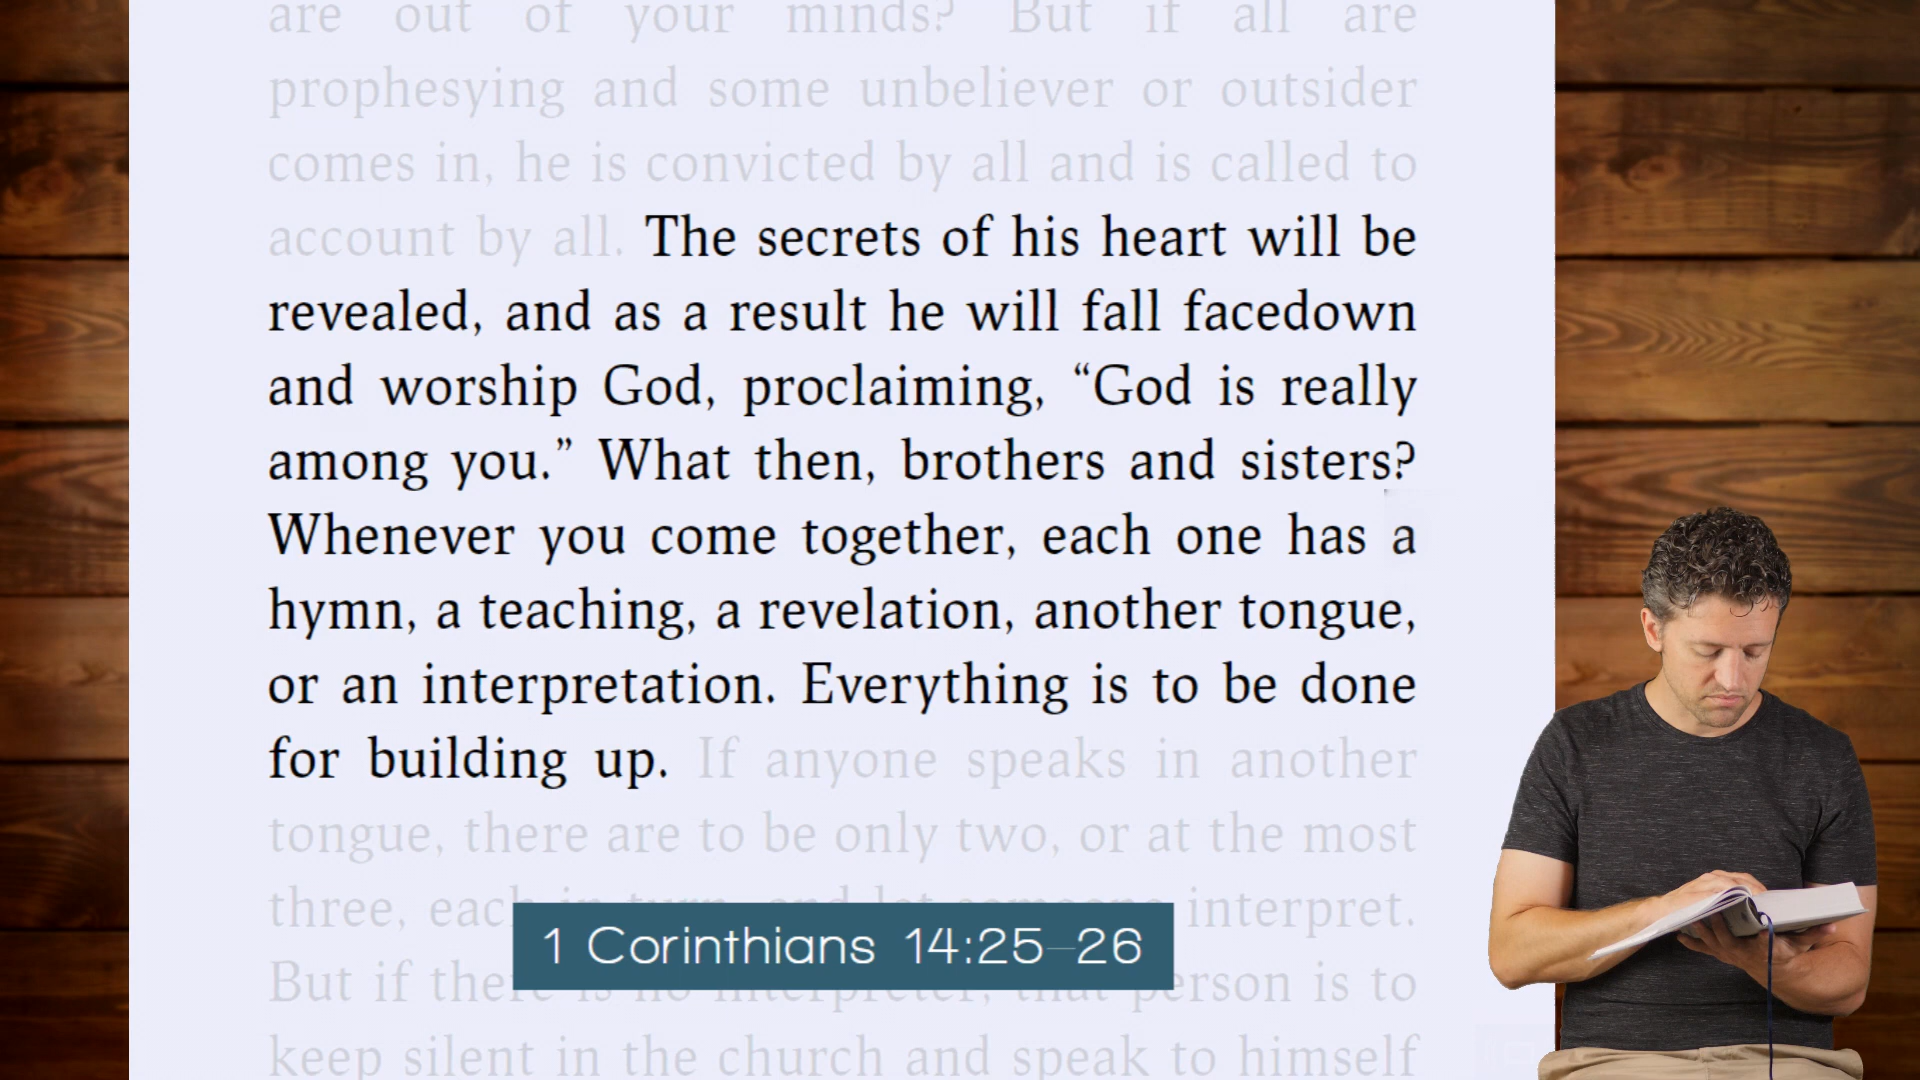 are out of your minds? But if all are
prophesying and some unbeliever or outsider
comes in, he is convicted by all and is called to
account by all. The secrets of his heart will be
revealed, and as a result he will fall facedown
and worship God, proclaiming, “God is really
among you.” What then, brothers and sisters?
Whenever you come together, each one has a
hymn, a teaching, a revelation, another tongue,
or an interpretation. Everything is to be done
for building up. If anyone speaks in another
tongue, there are to be only two, or at the most
three, interpret.
1 Corinthians 14:25–26
But if is to
keep silent in the church and speak to himself